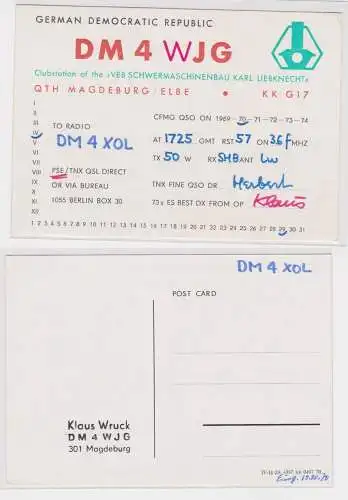 GERMAN DEMOCRATIC REPUBLIC
DM 4 WJG
Clubstation of the »VEB SCHWERMASCHINENBAU KARL LIEBKNECHT«
QTH MAGDEBURG/ELBE • KK G17
I
II
III
IV
V
VI
VII
VIII
IX
X
XI
XII
TO RADIO
DM 4 XOL
PSE/TNX QSL DIRECT
OR VIA BUREAU
1055 BERLIN BOX 30
CFMG QSO ON 1969 -70-71-72-73-74
AT 1725 GMT RST 57 ON 3.6 f MHZ
TX 50 W RX SHB ANT Lw
TNX FINE QSO DR. Herbert
73s ES BEST DX FROM OP Klaus
1 2 3 4 5 6 7 8 9 10 11 12 13 14 15 16 17 18 19 20 21 22 23 24 25 26 27 28 29 30 31
DM 4 XOL
POST CARD
Klaus Wruck
DM 4 WJG
301 Magdeburg